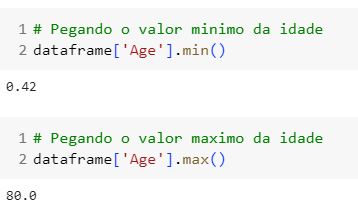 1 # Pegando o valor minimo da idade
2 dataframe['Age'].min()
0.42
1 # Pegando o valor maximo da idade
2 dataframe['Age'].max()
80.0